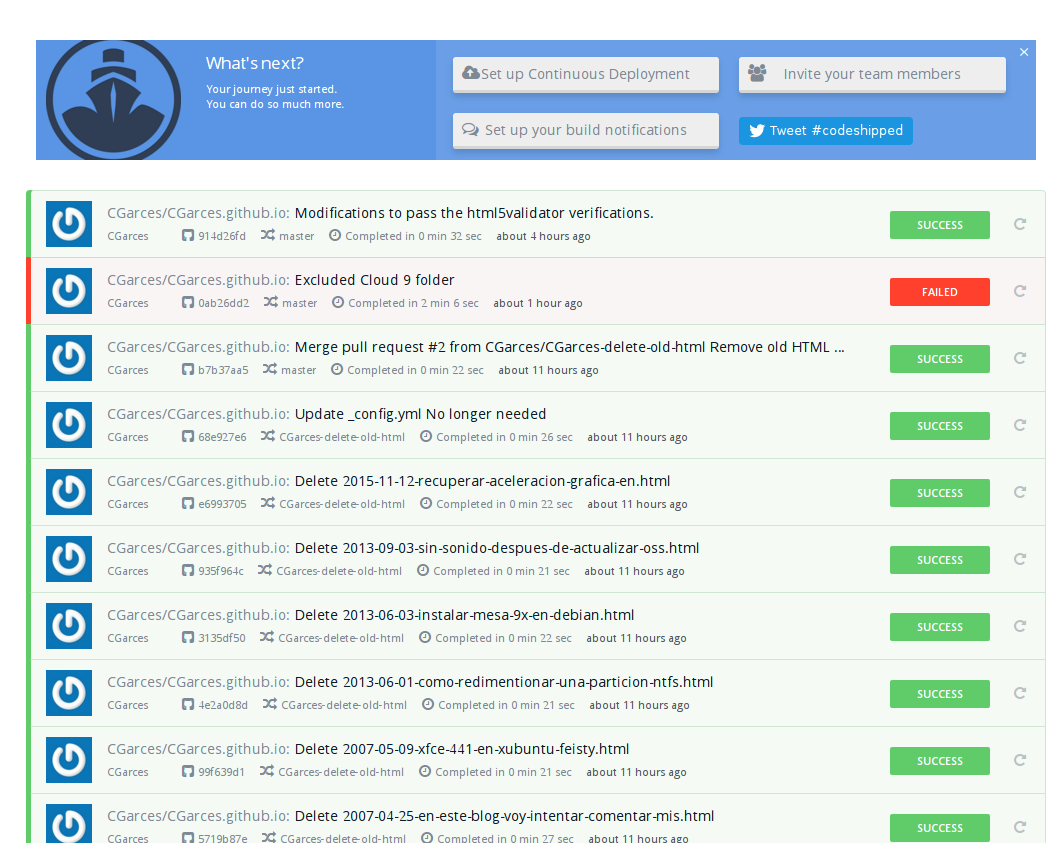 What's next?
Your journey just started.
You can do so much more.
Set up Continuous Deployment
Invite your team members
Set up your build notifications
Tweet #codeshipped
CGarces/CGarces.github.io: Modifications to pass the html5validator verifications.
CGarces 914d26fd master Completed in 0 min 32 sec about 4 hours ago
SUCCESS
CGarces/CGarces.github.io: Excluded Cloud 9 folder
CGarces 0ab26dd2 master Completed in 2 min 6 sec about 1 hour ago
FAILED
CGarces/CGarces.github.io: Merge pull request #2 from CGarces/CGarces-delete-old-html Remove old HTML ...
CGarces b7b37aa5 master Completed in 0 min 22 sec about 11 hours ago
SUCCESS
CGarces/CGarces.github.io: Update _config.yml No longer needed
CGarces 68e927e6 CGarces-delete-old-html Completed in 0 min 26 sec about 11 hours ago
SUCCESS
CGarces/CGarces.github.io: Delete 2015-11-12-recuperar-aceleracion-grafica-en.html
CGarces e6993705 CGarces-delete-old-html Completed in 0 min 22 sec about 11 hours ago
SUCCESS
CGarces/CGarces.github.io: Delete 2013-09-03-sin-sonido-despues-de-actualizar-oss.html
CGarces 935f964c CGarces-delete-old-html Completed in 0 min 21 sec about 11 hours ago
SUCCESS
CGarces/CGarces.github.io: Delete 2013-06-03-instalar-mesa-9x-en-debian.html
CGarces 3135df50 CGarces-delete-old-html Completed in 0 min 22 sec about 11 hours ago
SUCCESS
CGarces/CGarces.github.io: Delete 2013-06-01-como-redimentionar-una-particion-ntfs.html
CGarces 4e2a0d8d CGarces-delete-old-html Completed in 0 min 21 sec about 11 hours ago
SUCCESS
CGarces/CGarces.github.io: Delete 2007-05-09-xfce-441-en-xubuntu-feisty.html
CGarces 99f639d1 CGarces-delete-old-html Completed in 0 min 21 sec about 11 hours ago
SUCCESS
CGarces/CGarces.github.io: Delete 2007-04-25-en-este-blog-voy-intentar-comentar-mis.html
CGarces 5719b87e CGarces-delete-old-html Completed in 0 min 27 sec about 11 hours ago
SUCCESS